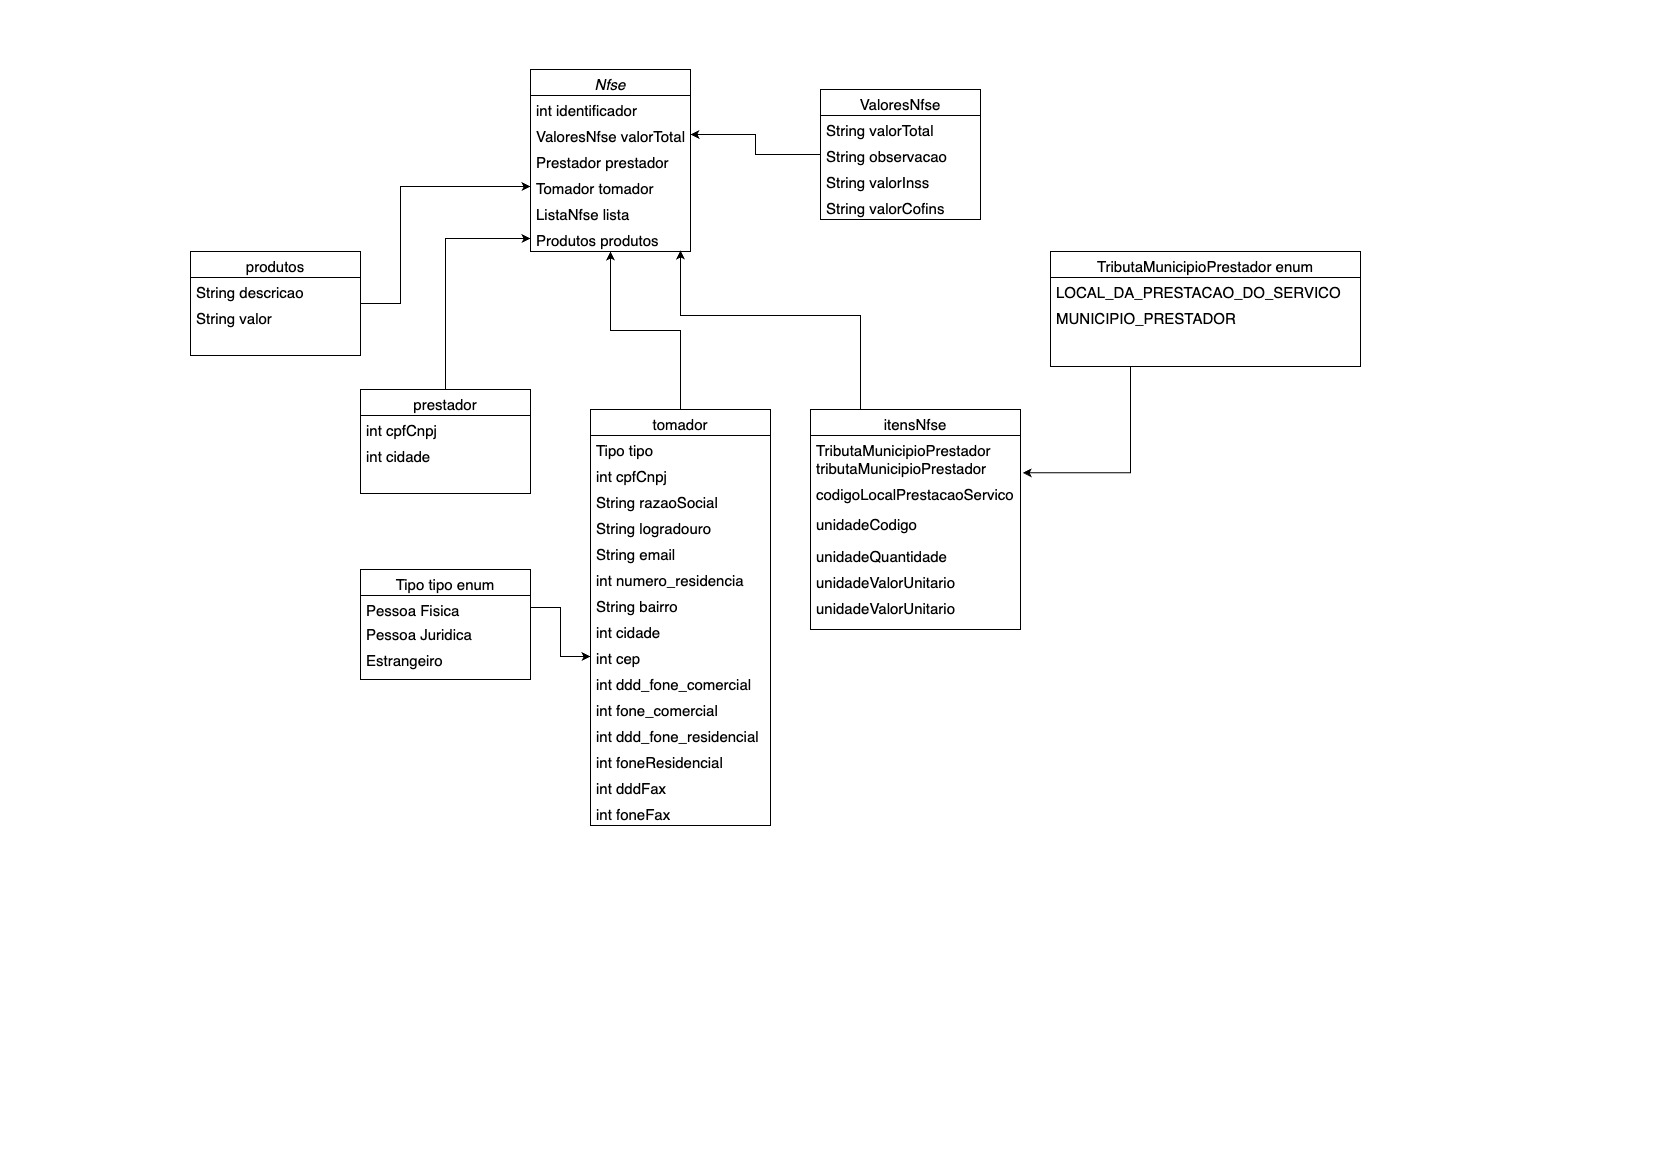 Nfse
int identificador
ValoresNfse valorTotal
Prestador prestador
Tomador tomador
ListaNfse lista
Produtos produtos
ValoresNfse
String valorTotal
String observacao
String valorInss
String valorCofins
produtos
String descricao
String valor
TributaMunicipioPrestador enum
LOCAL_DA_PRESTACAO_DO_SERVICO
MUNICIPIO_PRESTADOR
prestador
int cpfCnpj
int cidade
tomador
Tipo tipo
int cpfCnpj
String razaoSocial
String logradouro
String email
int numero_residencia
String bairro
int cidade
int cep
int ddd_fone_comercial
int fone_comercial
int ddd_fone_residencial
int foneResidencial
int dddFax
int foneFax
itensNfse
TributaMunicipioPrestador
tributaMunicipioPrestador
codigoLocalPrestacaoServico
unidadeCodigo
unidadeQuantidade
unidadeValorUnitario
unidadeValorUnitario
Tipo tipo enum
Pessoa Fisica
Pessoa Juridica
Estrangeiro